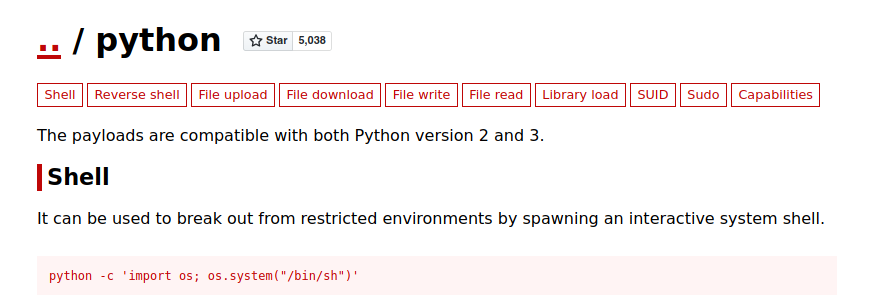 .. / python Star 5,038
Shell Reverse shell File upload File download File write File read Library load SUID Sudo Capabilities
The payloads are compatible with both Python version 2 and 3.
Shell
It can be used to break out from restricted environments by spawning an interactive system shell.
python -c 'import os; os.system("/bin/sh")'